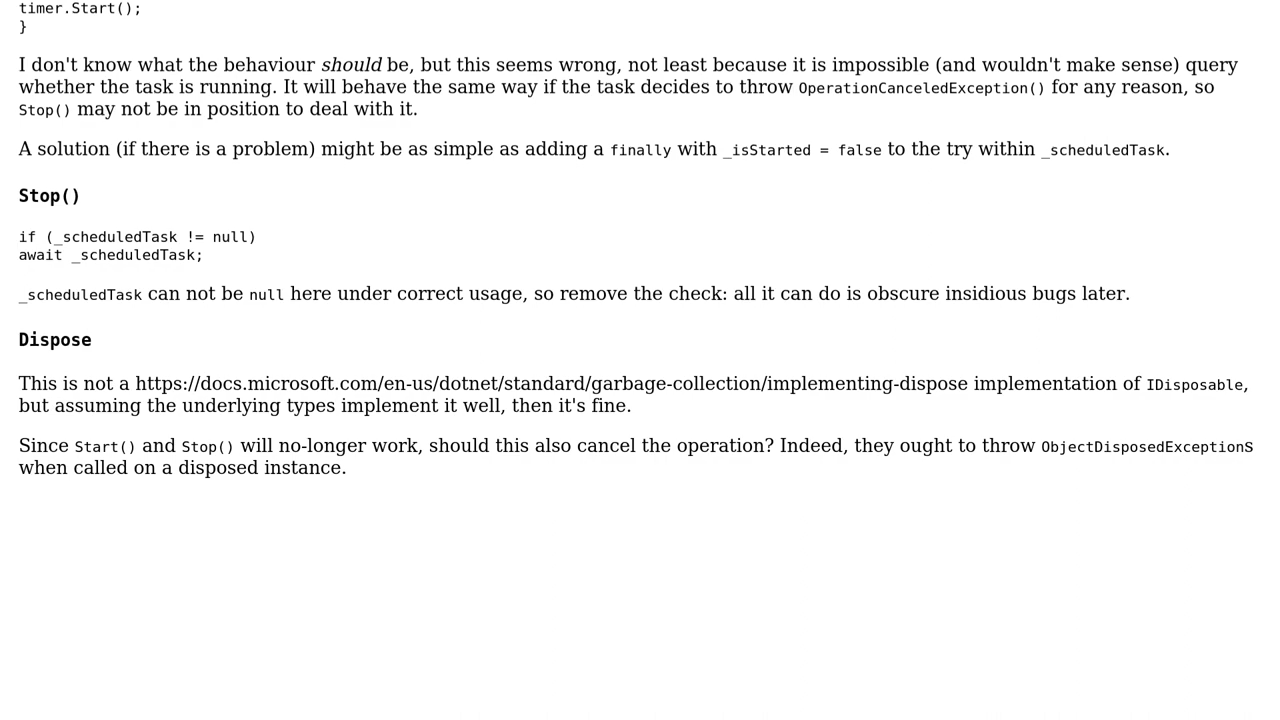 timer.Start();
}
I don't know what the behaviour should be, but this seems wrong, not least because it is impossible (and wouldn't make sense) query
whether the task is running. It will behave the same way if the task decides to throw OperationCanceledException() for any reason, so
Stop() may not be in position to deal with it.
A solution (if there is a problem) might be as simple as adding a finally with _isStarted = false to the try within _scheduledTask.
Stop()
if (_scheduledTask != null)
await _scheduledTask;
_scheduledTask can not be null here under correct usage, so remove the check: all it can do is obscure insidious bugs later.
Dispose
This is not a https://docs.microsoft.com/en-us/dotnet/standard/garbage-collection/implementing-dispose implementation of IDisposable,
but assuming the underlying types implement it well, then it's fine.
Since Start() and Stop() will no-longer work, should this also cancel the operation? Indeed, they ought to throw ObjectDisposedExceptions
when called on a disposed instance.